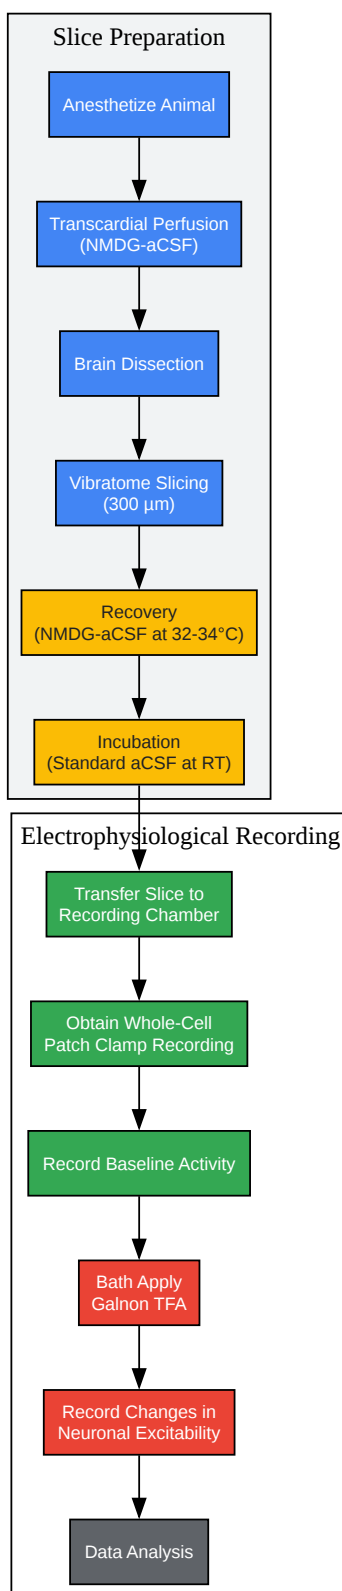 Slice Preparation
Anesthetize Animal
Transcardial Perfusion
(NMDG-aCSF)
Brain Dissection
Vibratome Slicing
(300 µm)
Recovery
(NMDG-aCSF at 32-34°C)
Incubation
(Standard aCSF at RT)
Electrophysiological Recording
Transfer Slice to
Recording Chamber
Obtain Whole-Cell
Patch Clamp Recording
Record Baseline Activity
Bath Apply
Galnon TFA
Record Changes in
Neuronal Excitability
Data Analysis